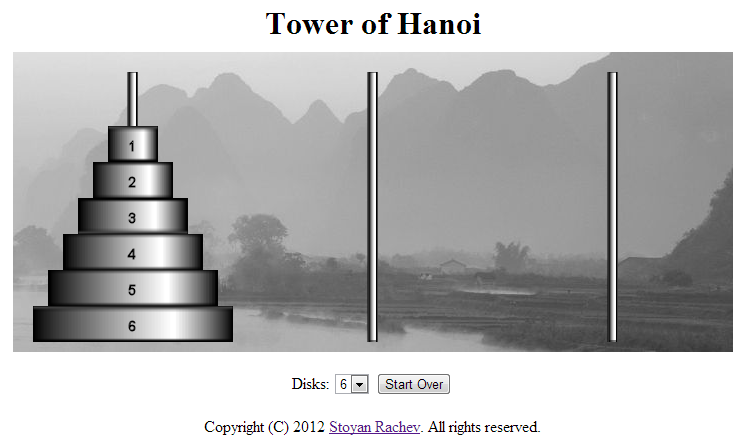 Tower of Hanoi
1
2
3
4
5
6
Disks: 6 Start Over
Copyright (C) 2012 Stoyan Rachev. All rights reserved.